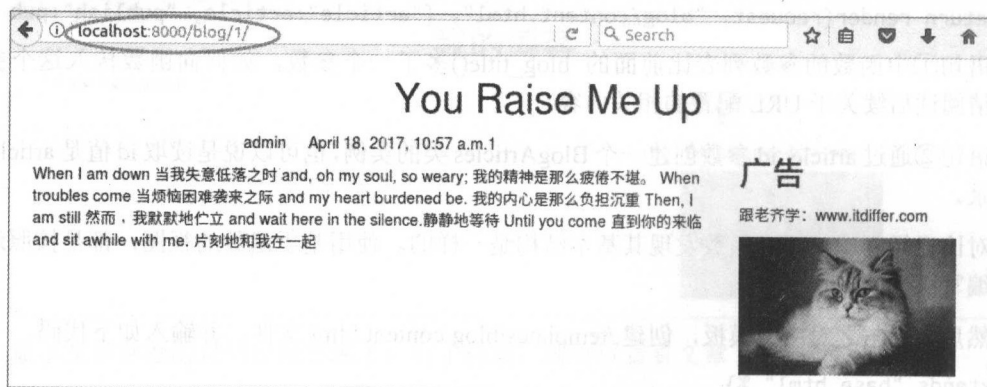 localhost:8000/blog/1/
Search
You Raise Me Up
admin April 18, 2017, 10:57 a.m.1
When I am down 当我失意低落之时 and, oh my soul, so weary; 我的精神是那么疲倦不堪。 When
troubles come 当烦恼困难袭来之际 and my heart burdened be. 我的内心是那么负担沉重 Then, I
am still 然而，我默默地伫立 and wait here in the silence.静静地等待 Until you come 直到你的来临
and sit awhile with me. 片刻地和我在一起
广告
跟老齐学：www.itdiffer.com